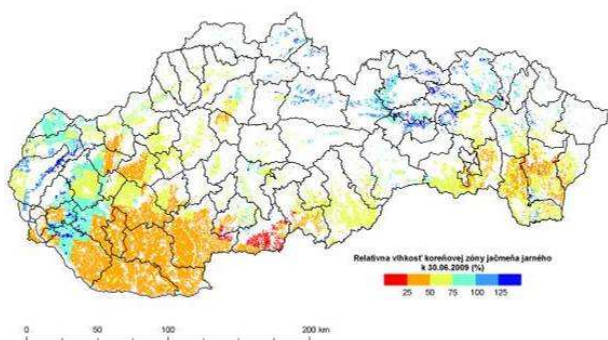 Relatívna vlhkosť koreňovej zóny jačmeňa jarného
k 30.06.2009 (%)
25 50 75 100 125
0 50 100 200 km